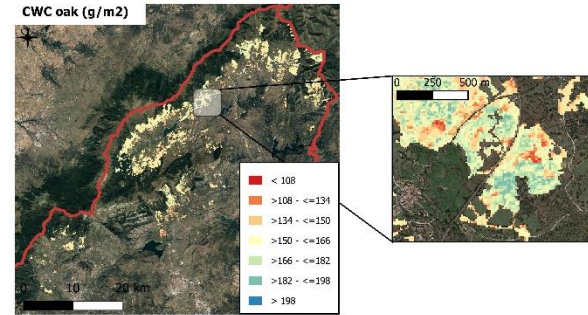 CWC oak (g/m2)
0 250 500 m
< 108
>108 - <=134
>134 - <=150
>150 - <=166
>166 - <=182
>182 - <=198
> 198
0 10 20 km